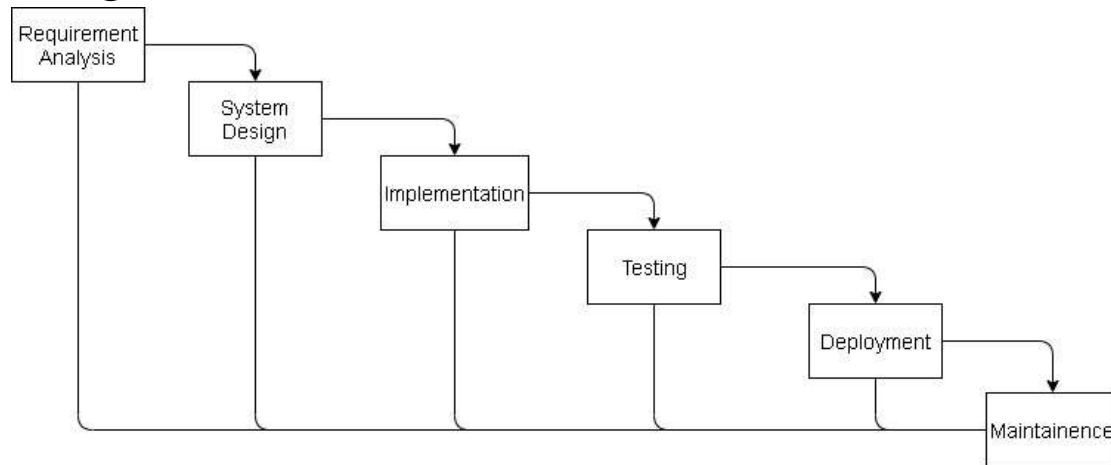 Requirement
Analysis
System
Design
Implementation
Testing
Deployment
Maintainence